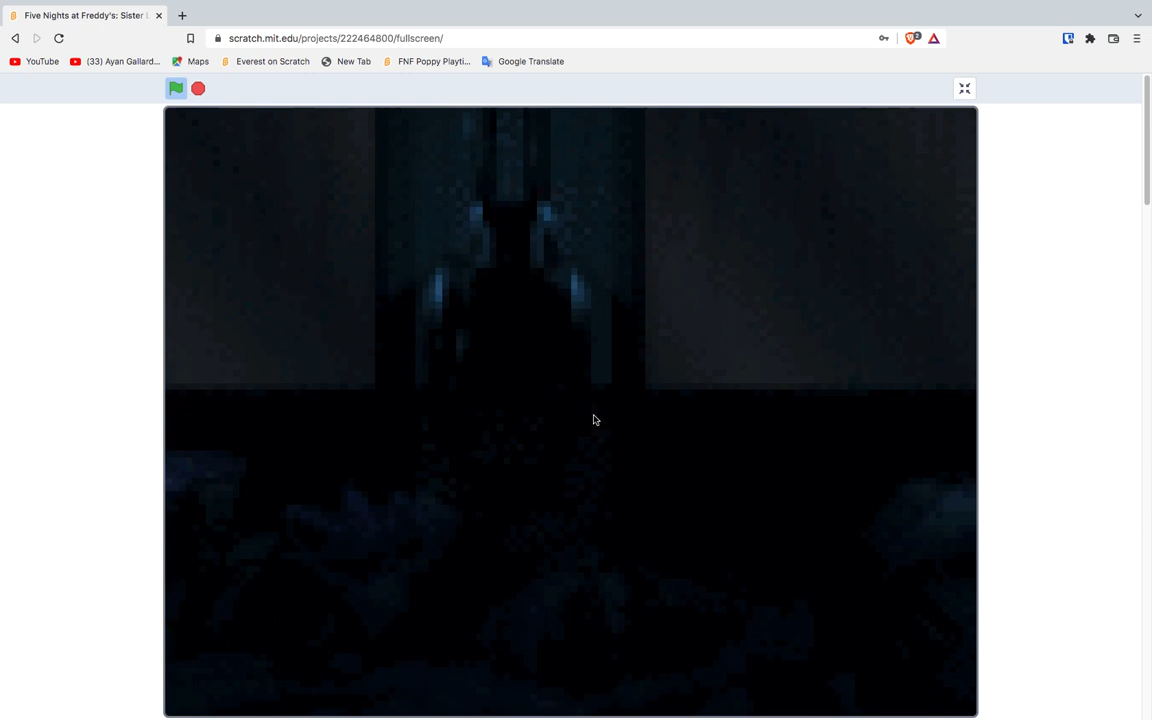 Five Nights at Freddy's: Sister L
scratch.mit.edu/projects/222464800/fullscreen/
2
YouTube
(33) Ayan Gallard...
Maps
Everest on Scratch
New Tab
FNF Poppy Playti...
Google Translate